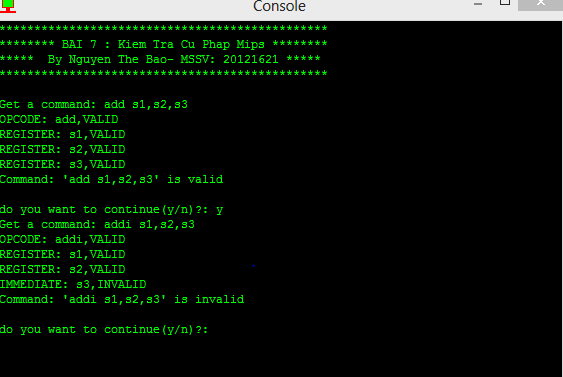 Console
***********************************************
******** BAI 7 : Kiem Tra Cu Phap Mips ********
*****  By Nguyen The Bao- MSSV: 20121621 *****
***********************************************
Get a command: add s1,s2,s3
OPCODE: add,VALID
REGISTER: s1,VALID
REGISTER: s2,VALID
REGISTER: s3,VALID
Command: 'add s1,s2,s3' is valid
do you want to continue(y/n)?: y
Get a command: addi s1,s2,s3
OPCODE: addi,VALID
REGISTER: s1,VALID
REGISTER: s2,VALID
IMMEDIATE: s3,INVALID
Command: 'addi s1,s2,s3' is invalid
do you want to continue(y/n)?: